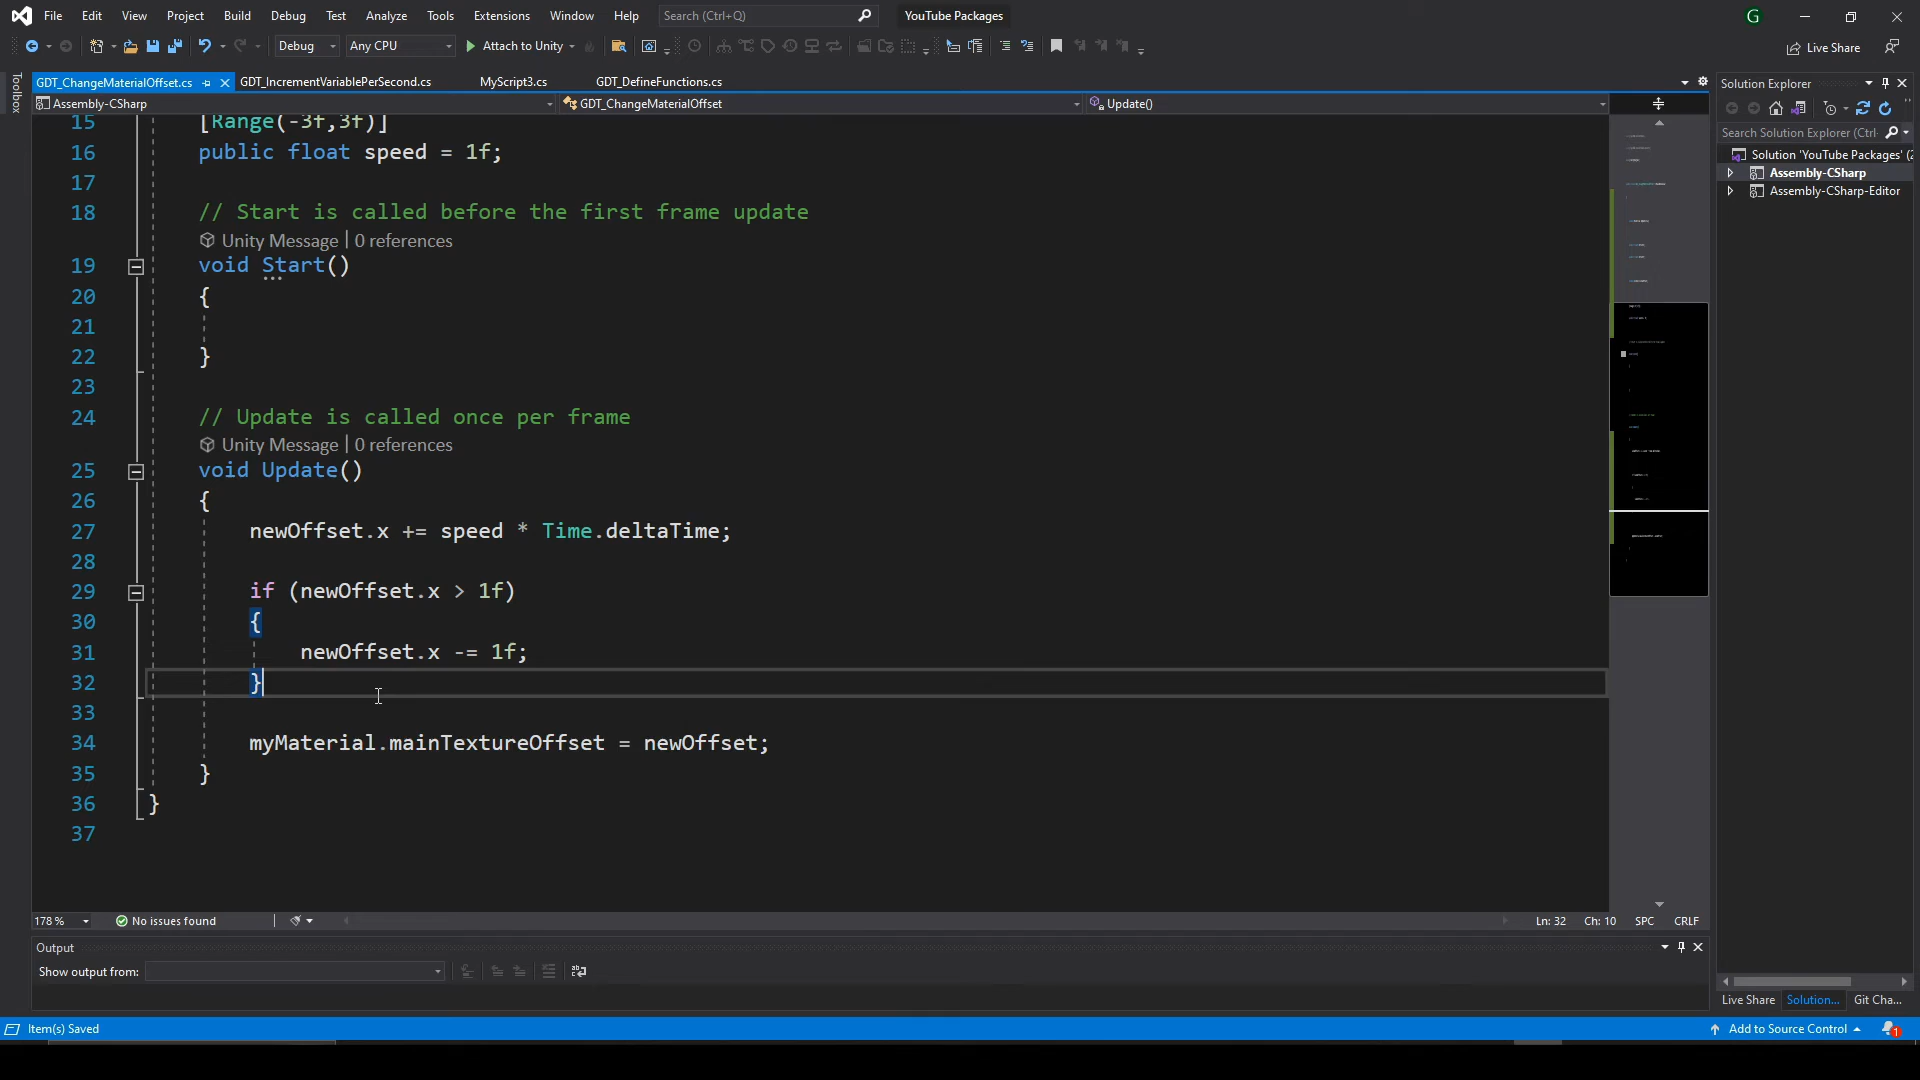 File Edit View Project Build Debug Test Analyze Tools Extensions Window Help Search (Ctrl+Q) YouTube Packages G
Debug Any CPU Attach to Unity Live Share
Toolbox
GDT_ChangeMaterialOffset.cs GDT_IncrementVariablePerSecond.cs MyScript3.cs GDT_DefineFunctions.cs
Assembly-CSharp GDT_ChangeMaterialOffset Update()
15 [Range(-3f,3f)]
16 public float speed = 1f;
17
18 // Start is called before the first frame update
Unity Message | 0 references
19 void Start()
20 {
21
22 }
23
24 // Update is called once per frame
Unity Message | 0 references
25 void Update()
26 {
27 newOffset.x += speed * Time.deltaTime;
28
29 if (newOffset.x > 1f)
30 {
31 newOffset.x -= 1f;
32 }
33
34 myMaterial.mainTextureOffset = newOffset;
35 }
36 }
37
178 % No issues found Ln: 32 Ch: 10 SPC CRLF
Output
Show output from:
Solution Explorer
Search Solution Explorer (Ctrl
Solution 'YouTube Packages' (2
Assembly-CSharp
Assembly-CSharp-Editor
Live Share Solution... Git Cha...
Item(s) Saved Add to Source Control 1